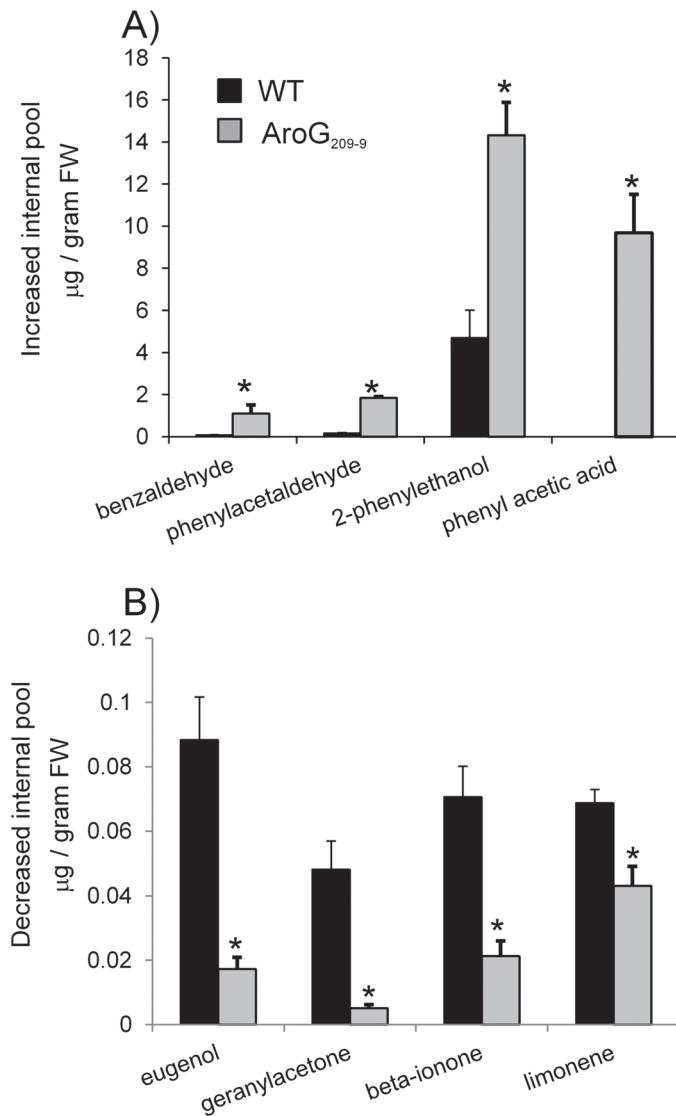 A)
Increased internal pool
µg / gram FW
18
16
14
12
10
8
6
4
2
0
WT
AroG209-9
*
*
*
*
benzaldehyde
phenylacetaldehyde
2-phenylethanol
phenyl acetic acid
B)
Decreased internal pool
µg / gram FW
0.12
0.1
0.08
0.06
0.04
0.02
0
*
*
*
*
eugenol
geranylacetone
beta-ionone
limonene